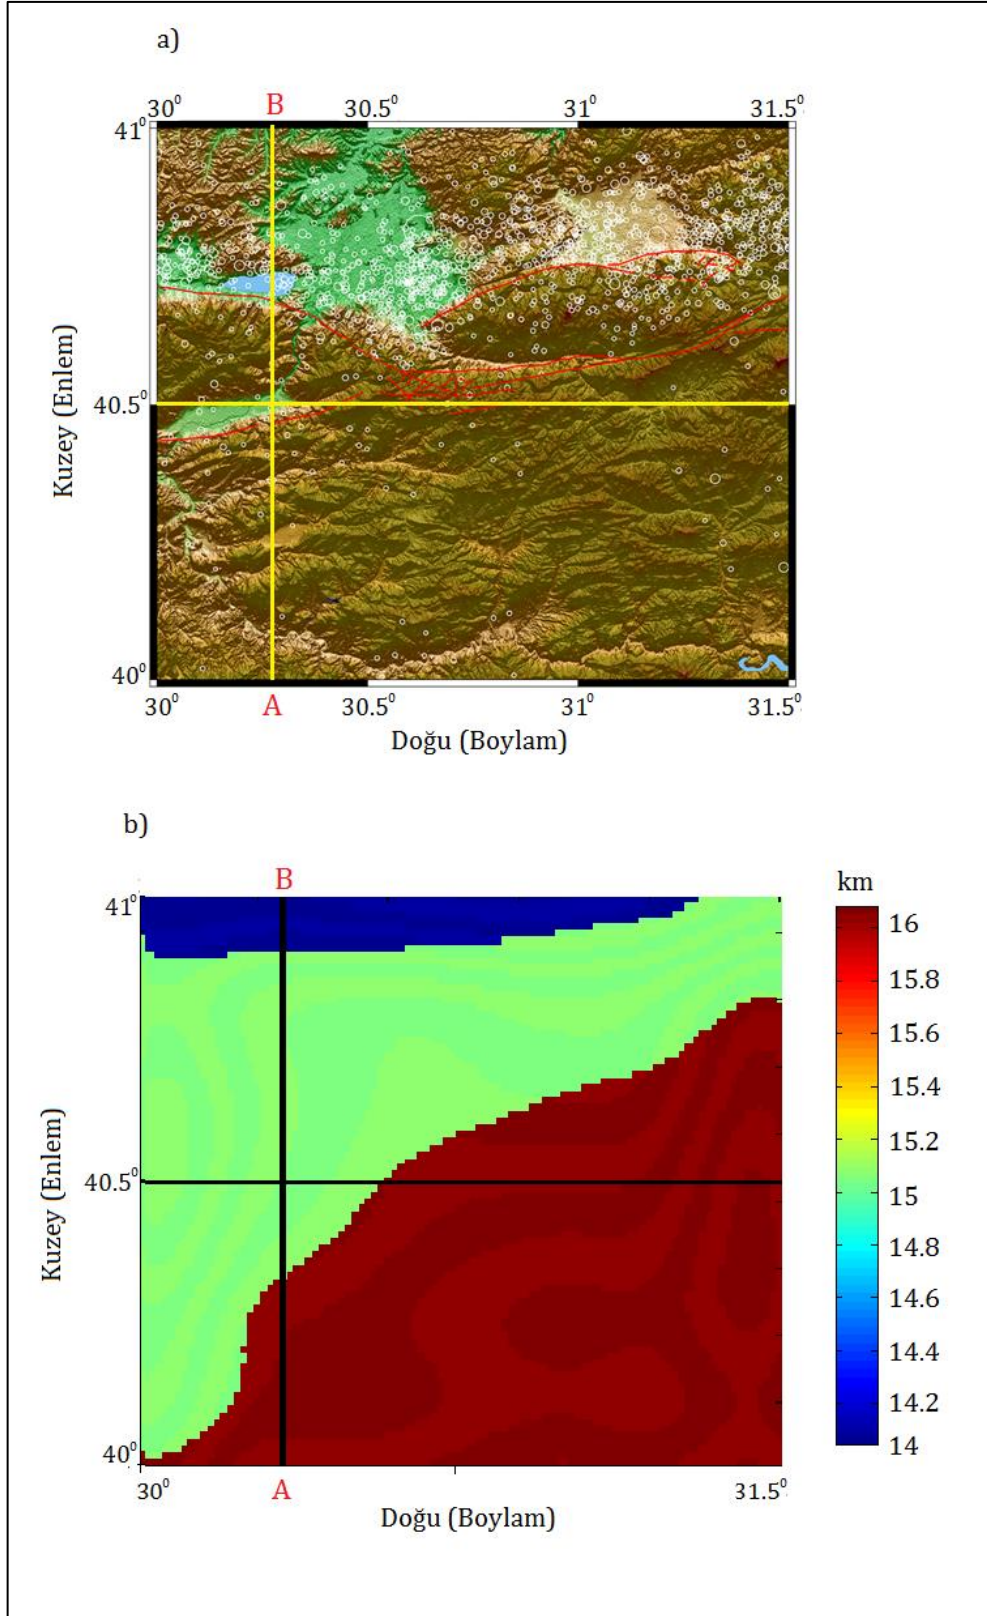 a)
B
30⁰ 30.5⁰ 31⁰ 31.5⁰
41⁰
Kuzey (Enlem)
40.5⁰
40⁰
30⁰ A 30.5⁰ 31⁰ 31.5⁰
Doğu (Boylam)
b)
B
km
41⁰
16
15.8
15.6
15.4
15.2
Kuzey (Enlem)
40.5⁰
15
14.8
14.6
14.4
14.2
40⁰
14
30⁰ A 31.5⁰
Doğu (Boylam)